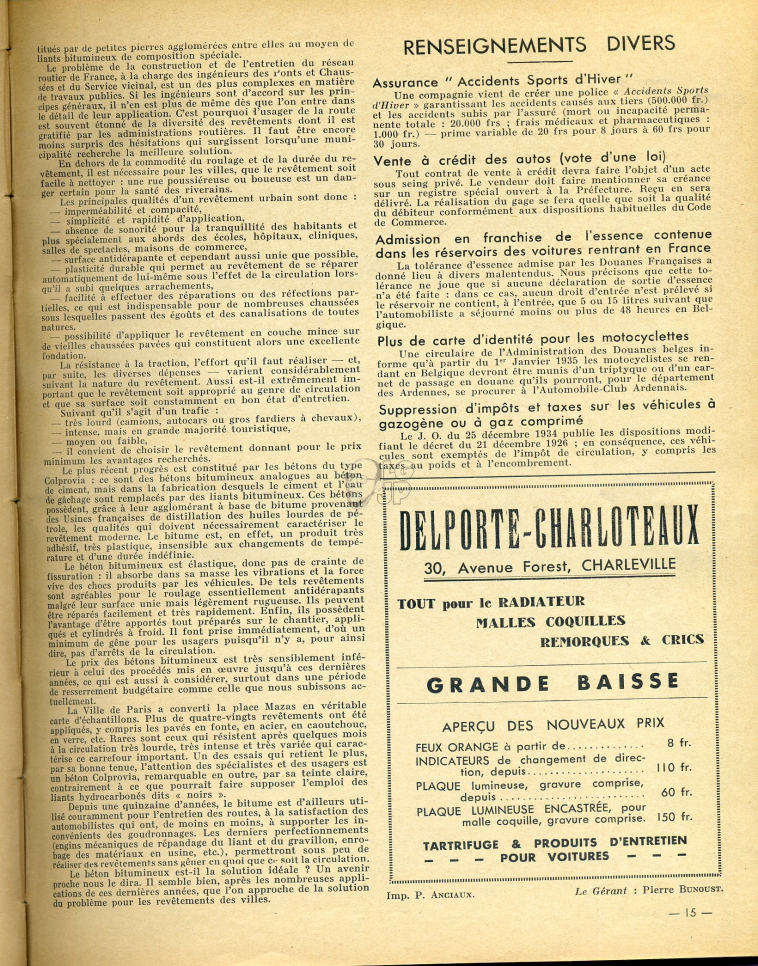 titués par de petites pierres agglomérées entre elles au moyen de
liants bitumineux de composition spéciale.
Le problème de la construction et de l'entretien du réseau
routier de France, à la charge des ingénieurs des Ponts et Chaus-
sées et du Service vicinal, est un des plus complexes en matière
de travaux publics. Si les ingénieurs sont d'accord sur les prin-
cipes généraux, il n'en est plus de même dès que l'on entre dans
le détail de leur application. C'est pourquoi l'usager de la route
est souvent étonné de la diversité des revêtements dont il est
gratifié par les administrations routières. Il faut être encore
moins surpris des hésitations qui surgissent lorsqu'une muni-
cipalité recherche la meilleure solution.
En dehors de la commodité du roulage et de la durée du re-
vêtement, il est nécessaire pour les villes, que le revêtement soit
facile à nettoyer : une rue poussiéreuse ou boueuse est un dan-
ger certain pour la santé des riverains.
Les principales qualités d'un revêtement urbain sont donc :
— imperméabilité et compacité,
— simplicité et rapidité d'application,
— absence de sonorité pour la tranquillité des habitants et
plus spécialement aux abords des écoles, hôpitaux, cliniques,
salles de spectacles, maisons de commerce,
— surface antidérapante et cependant aussi unie que possible,
— plasticité durable qui permet au revêtement de se réparer
automatiquement de lui-même sous l'effet de la circulation lors-
qu'il a subi quelques arrachements,
— facilité à effectuer des réparations ou des réfections par-
tielles, ce qui est indispensable pour de nombreuses chaussées
sous lesquelles passent des égoûts et des canalisations de toutes
natures.
— possibilité d'appliquer le revêtement en couche mince sur
de vieilles chaussées pavées qui constituent alors une excellente
fondation.
La résistance à la traction, l'effort qu'il faut réaliser — et,
par suite, les diverses dépenses — varient considérablement
suivant la nature du revêtement. Aussi est-il extrêmement im-
portant que le revêtement soit approprié au genre de circulation
et que sa surface soit constamment en bon état d'entretien.
Suivant qu'il s'agit d'un trafic :
— très lourd (camions, autocars ou gros fardiers à chevaux),
— intense, mais en grande majorité touristique,
— moyen ou faible,
— il convient de choisir le revêtement donnant pour le prix
minimum les avantages recherchés.
Le plus récent progrès est constitué par les bétons du type
Colprovia : ce sont des bétons bitumineux analogues au béton
de ciment, mais dans la fabrication desquels le ciment et l'eau
de gâchage sont remplacés par des liants bitumineux. Ces bétons
possèdent, grâce à leur agglomérant à base de bitume provenant
des Usines françaises de distillation des huiles lourdes de pé-
trole, les qualités qui doivent nécessairement caractériser le
revêtement moderne. Le bitume est, en effet, un produit très
adhésif, très plastique, insensible aux changements de tempé-
rature et d'une durée indéfinie.
Le béton bitumineux est élastique, donc pas de crainte de
fissuration : il absorbe dans sa masse les vibrations et la force
vive des chocs produits par les véhicules. De tels revêtements
sont agréables pour le roulage essentiellement antidérapants
malgré leur surface unie mais légèrement rugueuse. Ils peuvent
être réparés facilement et très rapidement. Enfin, ils possèdent
l'avantage d'être apportés tout préparés sur le chantier, appli-
qués et cylindrés à froid. Il font prise immédiatement, d'où un
minimum de gêne pour les usagers puisqu'il n'y a, pour ainsi
dire, pas d'arrêts de la circulation.
Le prix des bétons bitumineux est très sensiblement infé-
rieur à celui des procédés mis en œuvre jusqu'à ces dernières
années, ce qui est aussi à considérer, surtout dans une période
de resserrement budgétaire comme celle que nous subissons ac-
tuellement.
La Ville de Paris a converti la place Mazas en véritable
carte d'échantillons. Plus de quatre-vingts revêtements ont été
appliqués, y compris les pavés en fonte, en acier, en caoutchouc,
en verre, etc. Rares sont ceux qui résistent après quelques mois
à la circulation très lourde, très intense et très variée qui carac-
térise ce carrefour important. Un des essais qui retient le plus,
par sa bonne tenue, l'attention des spécialistes et des usagers est
un béton Colprovia, remarquable en outre, par sa teinte claire,
contrairement à ce que pourrait faire supposer l'emploi des
liants hydrocarbonés dits « noirs ».
Depuis une quinzaine d'années, le bitume est d'ailleurs uti-
lisé couramment pour l'entretien des routes, à la satisfaction des
automobilistes qui ont, de moins en moins, à supporter les in-
convénients des goudronnages. Les derniers perfectionnements
(engins mécaniques de répandage du liant et du gravillon, enro-
bage des matériaux en usine, etc.), permettront sous peu de
réaliser des revêtements sans gêner en quoi que ce soit la circulation.
Le béton bitumineux est-il la solution idéale ? Un avenir
proche nous le dira. Il semble bien, après les nombreuses appli-
cations de ces dernières années, que l'on approche de la solution
du problème pour les revêtements des villes.
RENSEIGNEMENTS DIVERS
Assurance " Accidents Sports d'Hiver "
Une compagnie vient de créer une police « Accidents Sports
d'Hiver » garantissant les accidents causés aux tiers (500.000 fr.)
et les accidents subis par l'assuré (mort ou incapacité perma-
nente totale : 20.000 frs ; frais médicaux et pharmaceutiques :
1.000 fr.) — prime variable de 20 frs pour 8 jours à 60 frs pour
30 jours.
Vente à crédit des autos (vote d'une loi)
Tout contrat de vente à crédit devra faire l'objet d'un acte
sous seing privé. Le vendeur doit faire mentionner sa créance
sur un registre spécial ouvert à la Préfecture. Reçu en sera
délivré. La réalisation du gage se fera quelle que soit la qualité
du débiteur conformément aux dispositions habituelles du Code
de Commerce.
Admission en franchise de l'essence contenue
dans les réservoirs des voitures rentrant en France
La tolérance d'essence admise par les Douanes Françaises a
donné lieu à divers malentendus. Nous précisons que cette to-
lérance ne joue que si aucune déclaration de sortie d'essence
n'a été faite : dans ce cas, aucun droit d'entrée n'est prélevé si
le réservoir ne contient, à l'entrée, que 5 ou 15 litres suivant que
l'automobiliste a séjourné moins ou plus de 48 heures en Bel-
gique.
Plus de carte d'identité pour les motocyclettes
Une circulaire de l'Administration des Douanes belges in-
forme qu'à partir du 1er Janvier 1935 les motocyclistes se ren-
dant en Belgique devront être munis d'un triptyque ou d'un car-
net de passage en douane qu'ils pourront, pour le département
des Ardennes, se procurer à l'Automobile-Club Ardennais.
Suppression d'impôts et taxes sur les véhicules à
gazogène ou à gaz comprimé
Le J. O. du 25 décembre 1934 publie les dispositions modi-
fiant le décret du 21 décembre 1926 ; en conséquence, ces véhi-
cules sont exemptés de l'impôt de circulation, y compris les
taxes au poids et à l'encombrement.
DELPORTE-CHARLOTEAUX
30, Avenue Forest, CHARLEVILLE
TOUT pour le RADIATEUR
MALLES COQUILLES
REMORQUES & CRICS
GRANDE BAISSE
APERÇU DES NOUVEAUX PRIX
FEUX ORANGE à partir de............. 8 fr.
INDICATEURS de changement de direc-
tion, depuis.................... 110 fr.
PLAQUE lumineuse, gravure comprise,
depuis........................ 60 fr.
PLAQUE LUMINEUSE ENCASTRÉE, pour
malle coquille, gravure comprise. 150 fr.
TARTRIFUGE & PRODUITS D'ENTRETIEN
– – – POUR VOITURES – – –
Imp. P. ANCIAUX.
Le Gérant : Pierre BUNOUST.
— 15 —